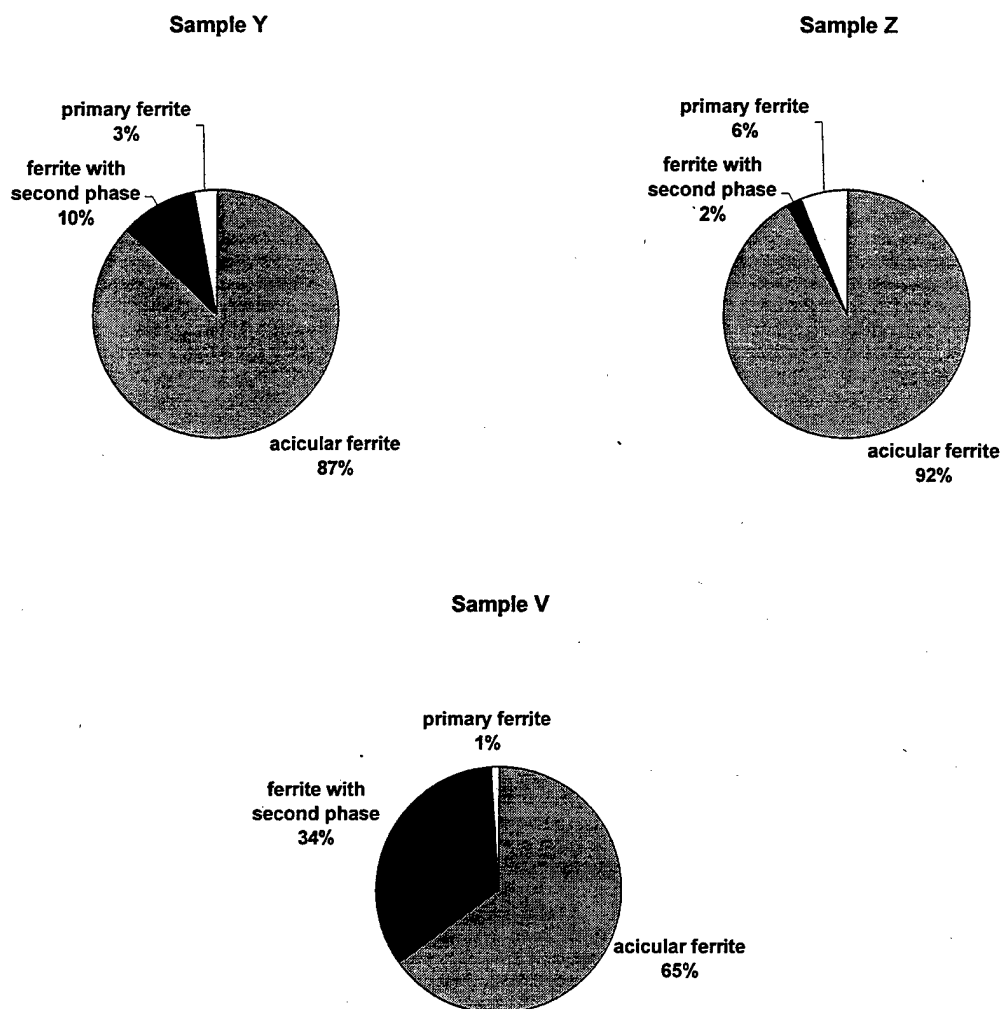 Sample Y
primary ferrite
3%
ferrite with
second phase
10%
acicular ferrite
87%
Sample Z
primary ferrite
6%
ferrite with
second phase
2%
acicular ferrite
92%
Sample V
primary ferrite
1%
ferrite with
second phase
34%
acicular ferrite
65%